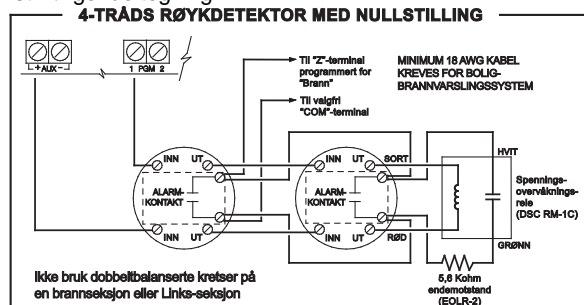 4-TRÅDS RØYKDETEKTOR MED NULLSTILLING
+ AUX -
1 PGM 2
Til "Z"-terminal
programmert for
"Brann"
Til valgfri
"COM"-terminal
MINIMUM 18 AWG KABEL
KREVES FOR BOLIG-
BRANNVARSLINGSSYSTEM
INN UT
ALARM-
KONTAKT
INN UT
INN UT
ALARM-
KONTAKT
INN UT
SORT
RØD
HVIT
Spennings-
overvåknings-
rele
(DSC RM-1C)
GRØNN
5,6 Kohm
endemotstand
(EOLR-2)
Ikke bruk dobbeltbalanserte kretser på
en brannseksjon eller Links-seksjon